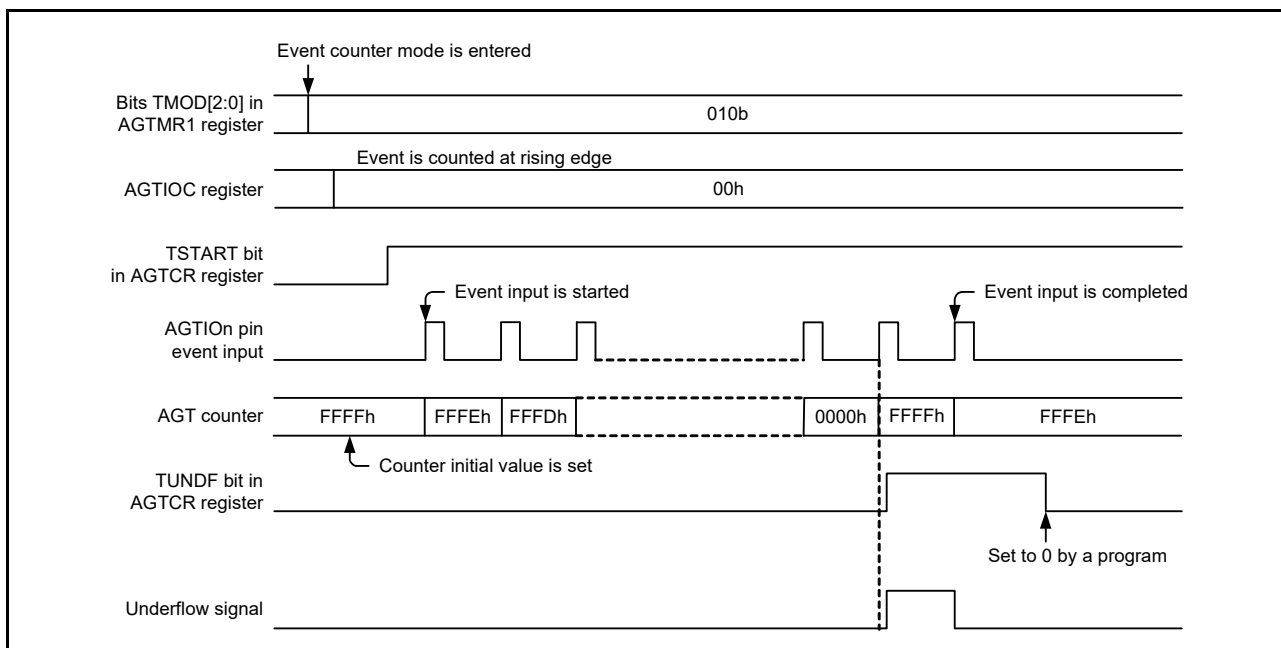 Event counter mode is entered
Bits TMOD[2:0] in
AGTMR1 register
010b
Event is counted at rising edge
AGTIOC register
00h
TSTART bit
in AGTCR register
Event input is started
Event input is completed
AGTIOn pin
event input
AGT counter
FFFFh
FFFEh
FFFDh
0000h
FFFFh
FFFEh
Counter initial value is set
TUNDF bit in
AGTCR register
Set to 0 by a program
Underflow signal